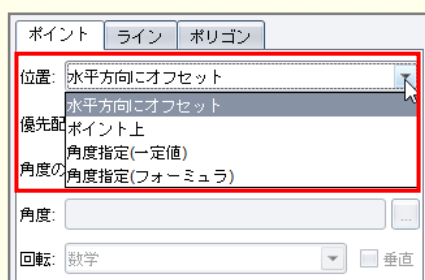 ポイント ライン ポリゴン
位置: 水平方向にオフセット
水平方向にオフセット
優先配
ポイント上
角度指定(一定値)
角度の
角度指定(フォーミュラ)
角度: ...
回転: 数学 垂直